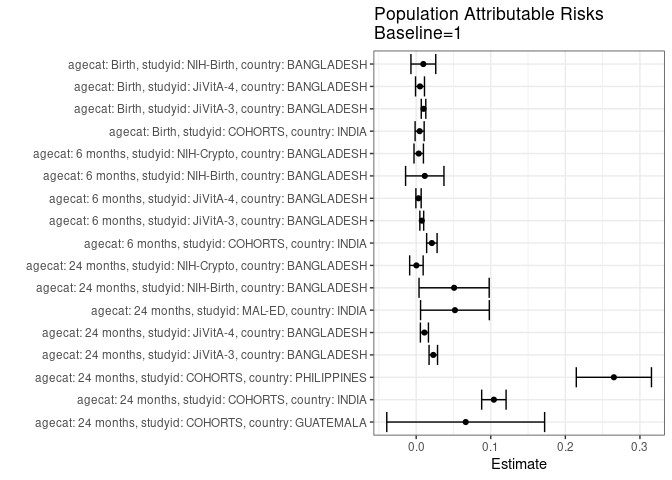 Population Attributable Risks
Baseline=1
agecat: Birth, studyid: NIH-Birth, country: BANGLADESH
agecat: Birth, studyid: JiVitA-4, country: BANGLADESH
agecat: Birth, studyid: JiVitA-3, country: BANGLADESH
agecat: Birth, studyid: COHORTS, country: INDIA
agecat: 6 months, studyid: NIH-Crypto, country: BANGLADESH
agecat: 6 months, studyid: NIH-Birth, country: BANGLADESH
agecat: 6 months, studyid: JiVitA-4, country: BANGLADESH
agecat: 6 months, studyid: JiVitA-3, country: BANGLADESH
agecat: 6 months, studyid: COHORTS, country: INDIA
agecat: 24 months, studyid: NIH-Crypto, country: BANGLADESH
agecat: 24 months, studyid: NIH-Birth, country: BANGLADESH
agecat: 24 months, studyid: MAL-ED, country: INDIA
agecat: 24 months, studyid: JiVitA-4, country: BANGLADESH
agecat: 24 months, studyid: JiVitA-3, country: BANGLADESH
agecat: 24 months, studyid: COHORTS, country: PHILIPPINES
agecat: 24 months, studyid: COHORTS, country: INDIA
agecat: 24 months, studyid: COHORTS, country: GUATEMALA
0.0 0.1 0.2 0.3
Estimate